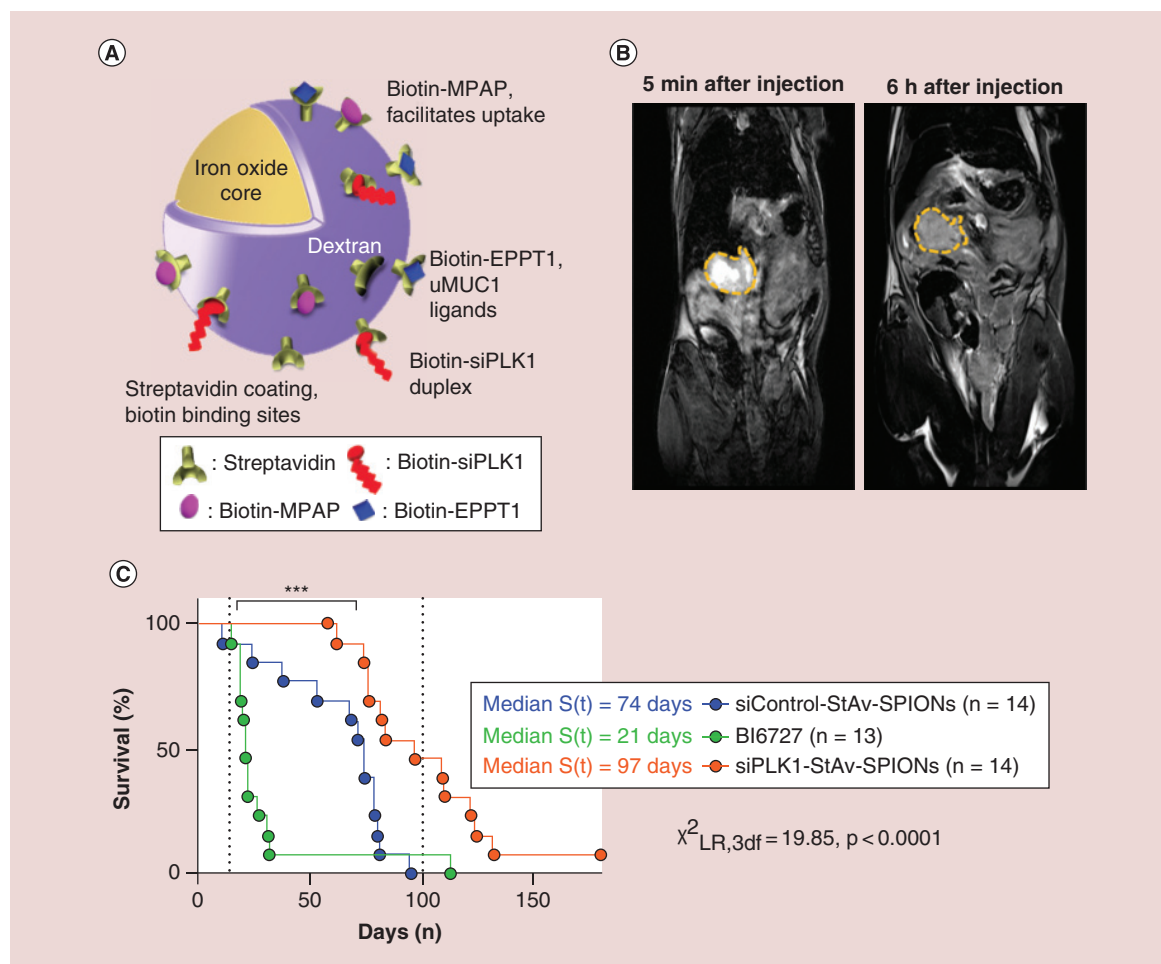 A
Biotin-MPAP,
facilitates uptake
Iron oxide
core
Dextran
Biotin-EPPT1,
uMUC1
ligands
Biotin-siPLK1
duplex
Streptavidin coating,
biotin binding sites
: Streptavidin
: Biotin-siPLK1
: Biotin-MPAP
: Biotin-EPPT1
B
5 min after injection
6 h after injection
C
***
100
50
0
Survival (%)
0
50
100
150
Days (n)
Median S(t) = 74 days siControl-StAv-SPIONs (n = 14)
Median S(t) = 21 days BI6727 (n = 13)
Median S(t) = 97 days siPLK1-StAv-SPIONs (n = 14)
χ2LR,3df = 19.85, p < 0.0001